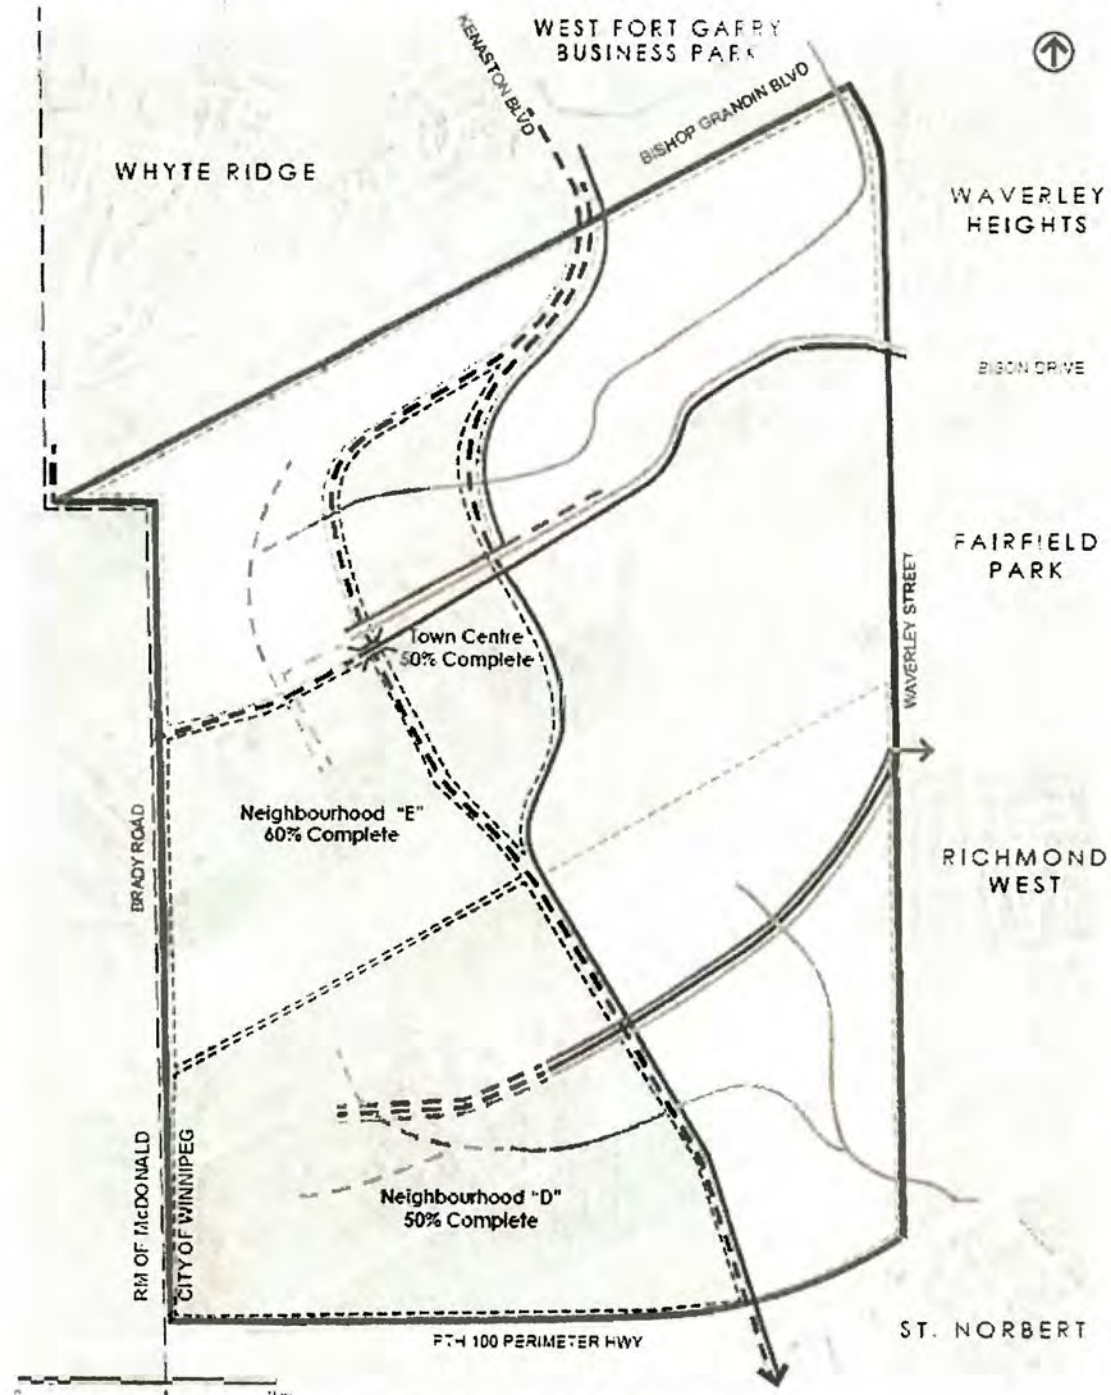 WEST FORT GARRY
BUSINESS PARK
KENASTON BLVD
BISHOP GRANDIN BLVD
WHYTE RIDGE
WAVERLEY
HEIGHTS
BISON DRIVE
FAIRFIELD
PARK
WAVERLEY STREET
Town Centre
50% Complete
Neighbourhood "E"
60% Complete
BRADY ROAD
RICHMOND
WEST
RM OF McDONALD
CITY OF WINNIPEG
Neighbourhood "D"
50% Complete
PTH 100 PERIMETER HWY
ST. NORBERT